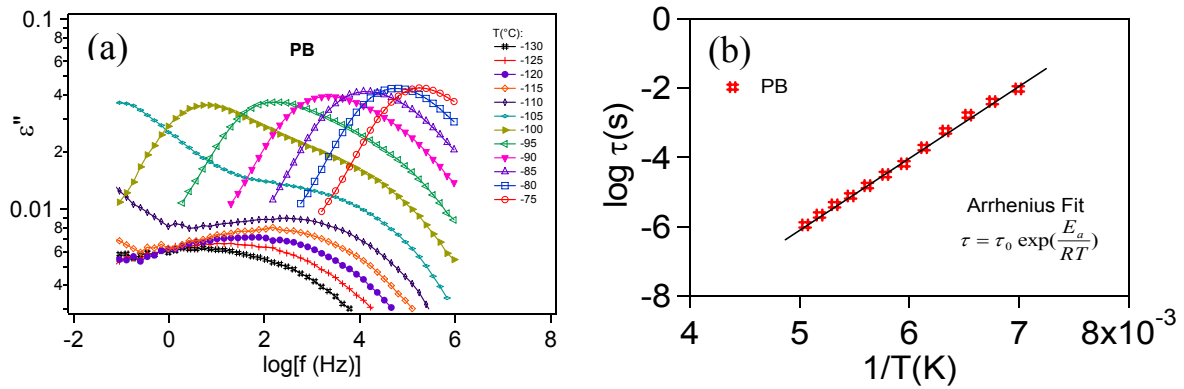 (a)
PB
T(°C):
-130
-125
-120
-115
-110
-105
-100
-95
-90
-85
-80
-75
0.1
8
6
4
2
0.01
8
6
4
ε"
-2 0 2 4 6 8
log[f (Hz)]
(b)
PB
0
-2
-4
-6
-8
log τ(s)
Arrhenius Fit
τ = τ₀ exp(E_a/RT)
4 5 6 7 8x10⁻³
1/T(K)